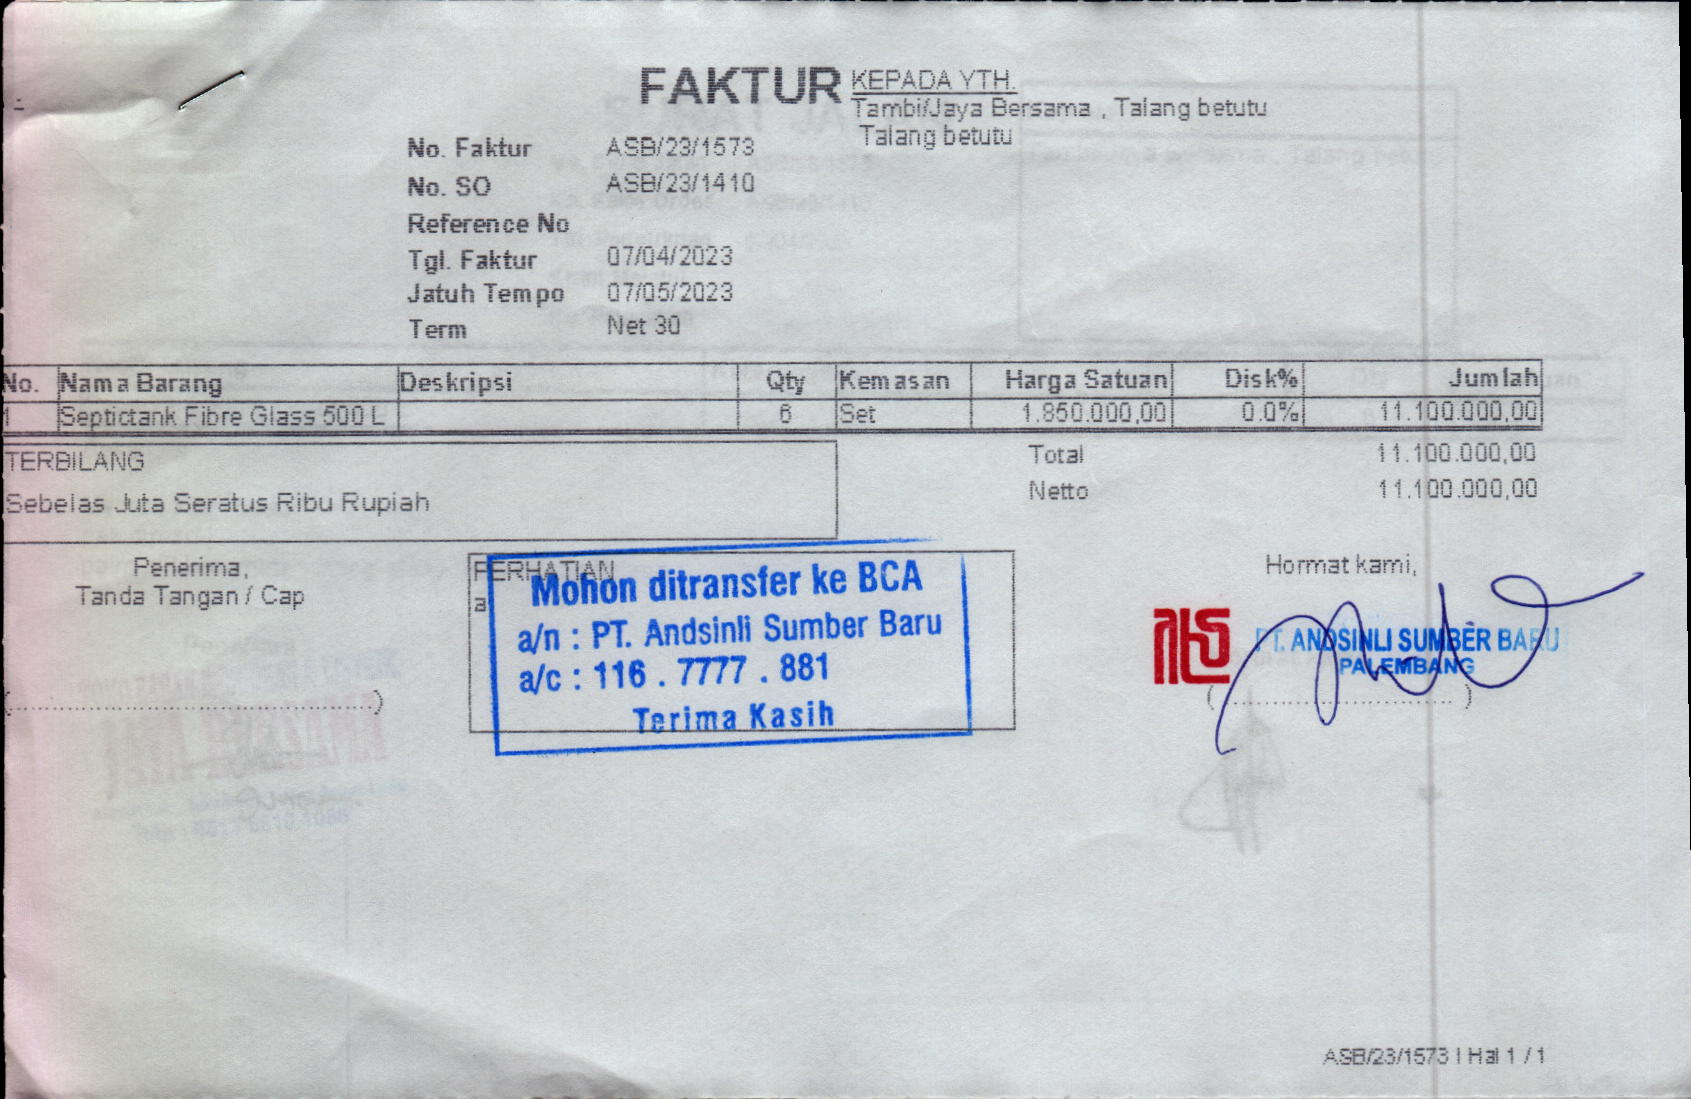 FAKTUR
KEPADA YTH.
Tambi/Jaya Bersama , Talang betutu
Talang betutu
No. Faktur ASB/23/1573
No. SO ASB/23/1410
Reference No
Tgl. Faktur 07/04/2023
Jatuh Tempo 07/05/2023
Term Net 30
No. Nama Barang Deskripsi Qty Kemasan Harga Satuan Disk% Jumlah
1 Septictank Fibre Glass 500 L 6 Set 1.850.000,00 0.0% 11.100.000,00
TERBILANG
Sebelas Juta Seratus Ribu Rupiah
Total 11.100.000,00
Netto 11.100.000,00
Penerima,
Tanda Tangan / Cap
(..............................................)
PERHATIAN
a
Mohon ditransfer ke BCA
a/n : PT. Andsinli Sumber Baru
a/c : 116 . 7777 . 881
Terima Kasih
Hormat kami,
PT. ANDSINLI SUMBER BARU
PALEMBANG
(..............................)
ASB/23/1573 | Hal 1 / 1